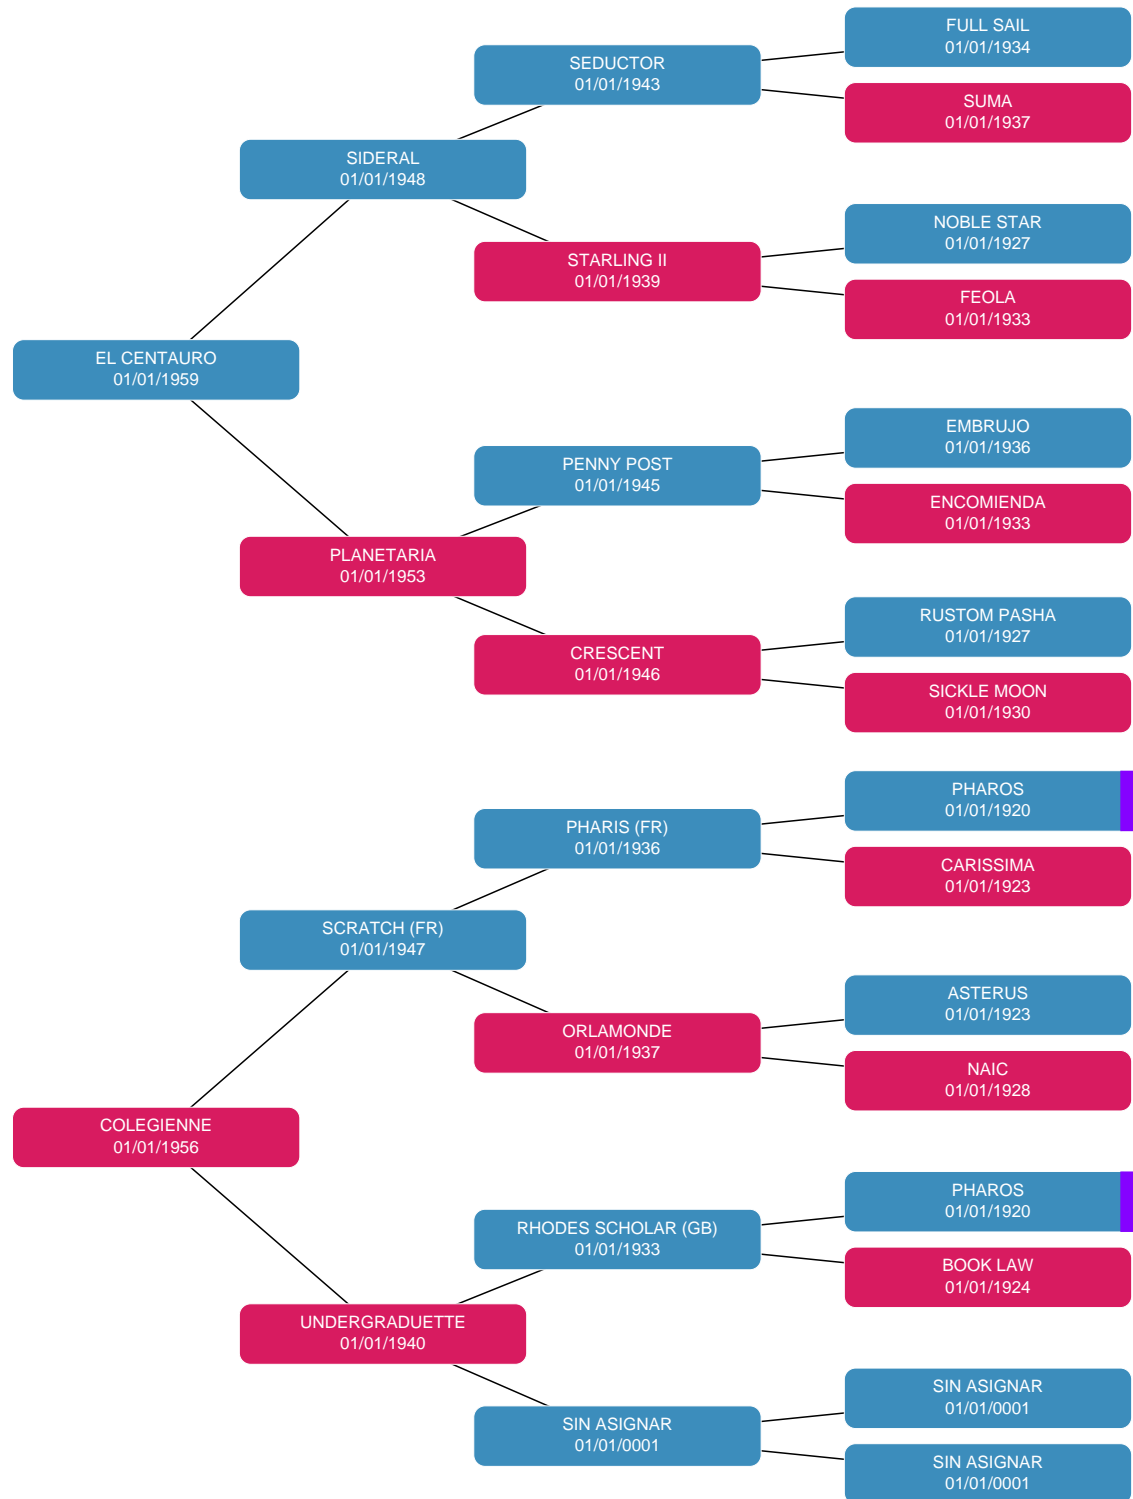 FULL SAIL
01/01/1934
SEDUCTOR
01/01/1943
SUMA
01/01/1937
SIDERAL
01/01/1948
NOBLE STAR
01/01/1927
STARLING II
01/01/1939
FEOLA
01/01/1933
EL CENTAURO
01/01/1959
EMBRUJO
01/01/1936
PENNY POST
01/01/1945
ENCOMIENDA
01/01/1933
PLANETARIA
01/01/1953
RUSTOM PASHA
01/01/1927
CRESCENT
01/01/1946
SICKLE MOON
01/01/1930
PHAROS
01/01/1920
PHARIS (FR)
01/01/1936
CARISSIMA
01/01/1923
SCRATCH (FR)
01/01/1947
ASTERUS
01/01/1923
ORLAMONDE
01/01/1937
NAIC
01/01/1928
COLEGIENNE
01/01/1956
PHAROS
01/01/1920
RHODES SCHOLAR (GB)
01/01/1933
BOOK LAW
01/01/1924
UNDERGRADUETTE
01/01/1940
SIN ASIGNAR
01/01/0001
SIN ASIGNAR
01/01/0001
SIN ASIGNAR
01/01/0001